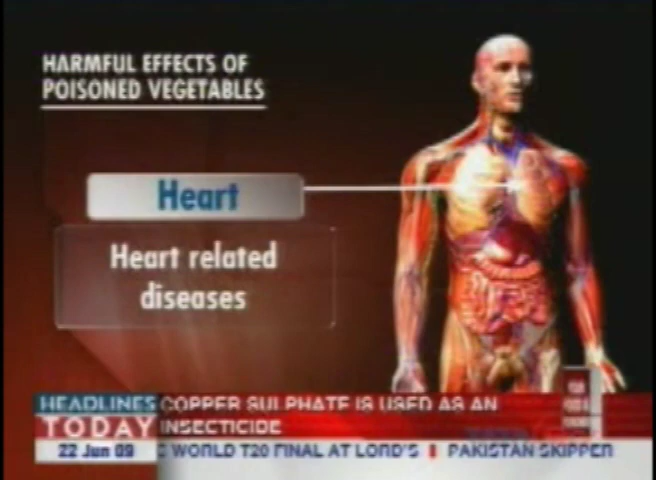 HARMFUL EFFECTS OF
POISONED VEGETABLES
Heart
Heart related
diseases
HEADLINES
TODAY
22 Jun 09
COPPER SULPHATE IS USED AS AN
INSECTICIDE
WORLD T20 FINAL AT LORD'S PAKISTAN SKIPPER